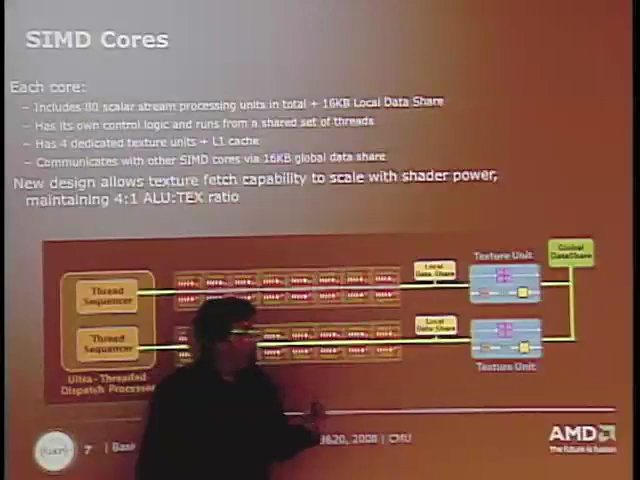 SIMD Cores
Each core:
– Includes 80 scalar stream processing units in total + 16KB Local Data Share
– Has its own control logic and runs from a shared set of threads
– Has 4 dedicated texture units + L1 cache
– Communicates with other SIMD cores via 16KB global data share
New design allows texture fetch capability to scale with shader power,
maintaining 4:1 ALU:TEX ratio
Thread
Sequencer
Local
Data Share
Texture Unit
Global
DataShare
Thread
Sequencer
Local
Data Share
Texture Unit
Ultra-Threaded
Dispatch Processor
7 |
2008 | CMU
AMD
The future is fusion